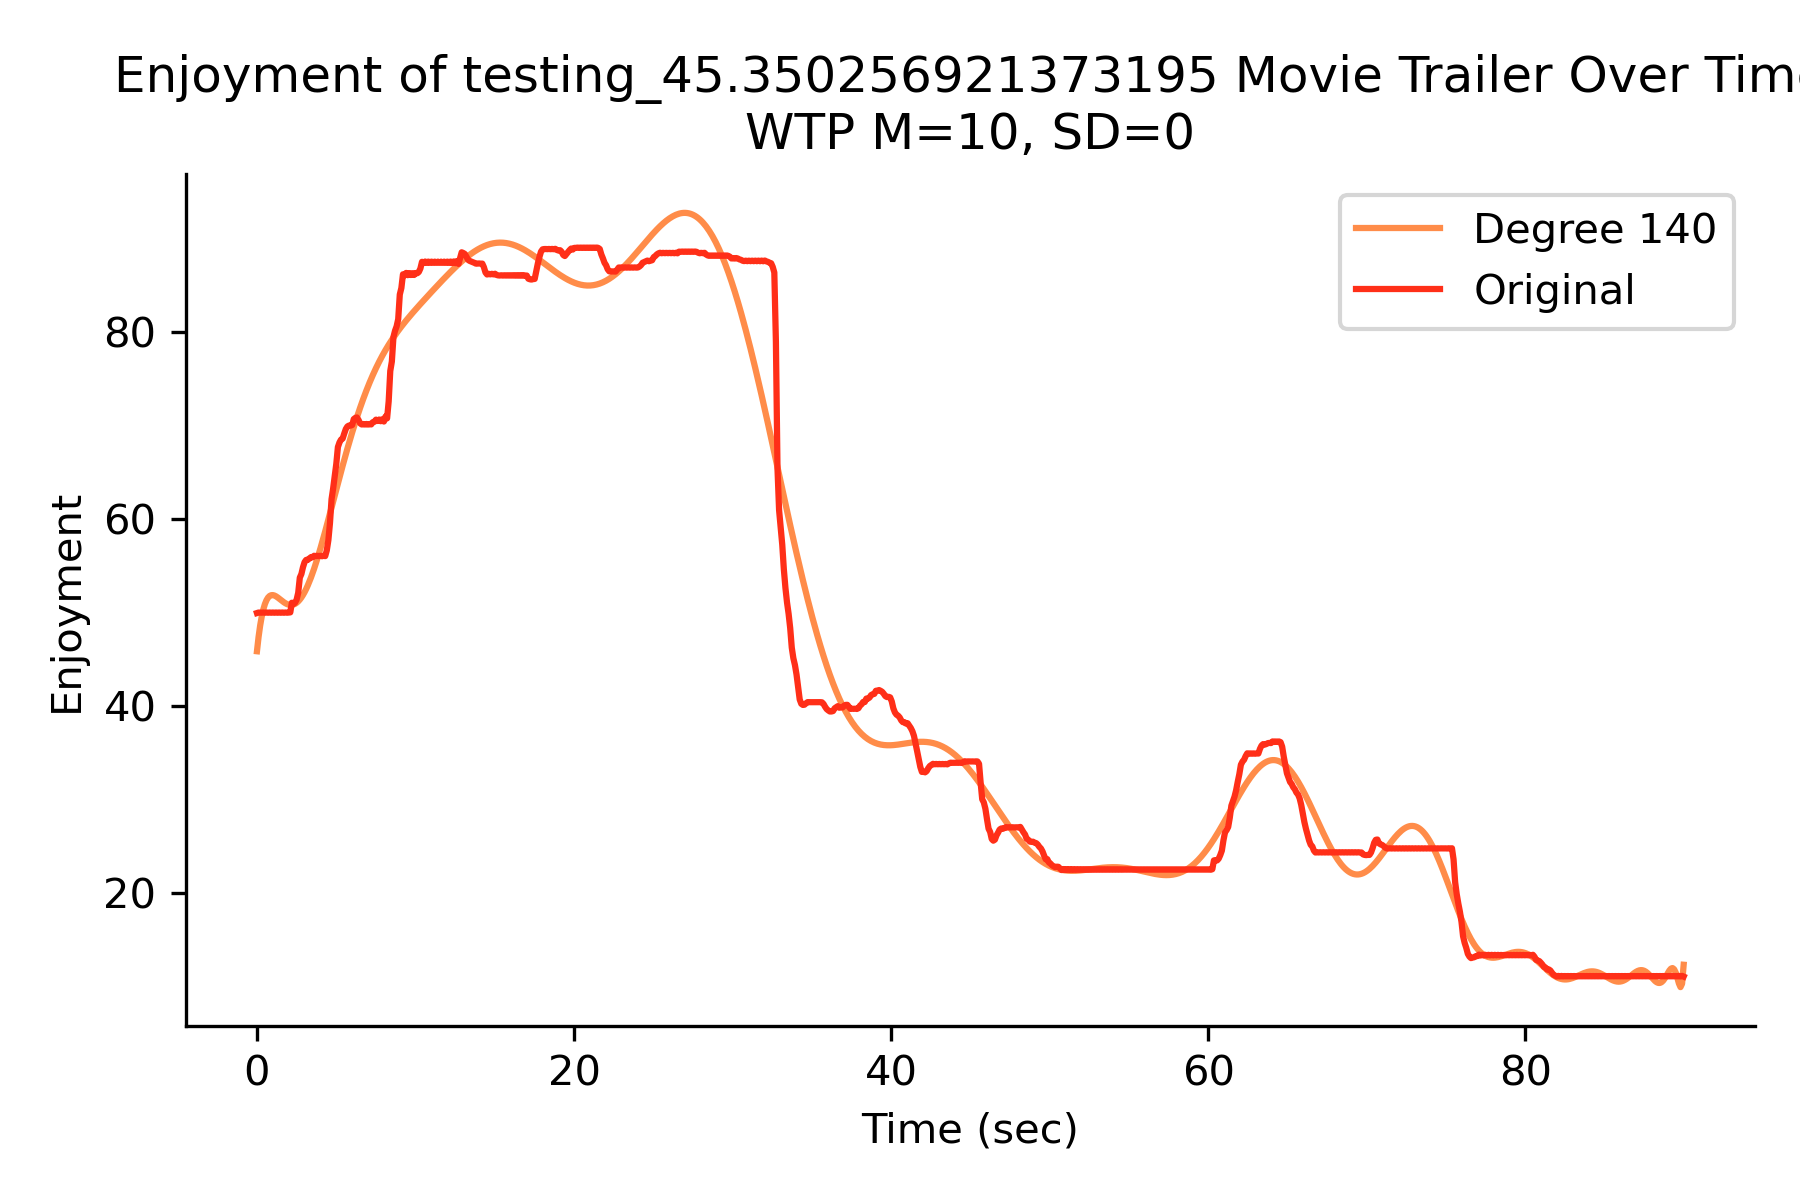 Enjoyment of testing_45.350256921373195 Movie Trailer Over Time
WTP M=10, SD=0
Degree 140
Original
Enjoyment
80
60
40
20
0 20 40 60 80
Time (sec)